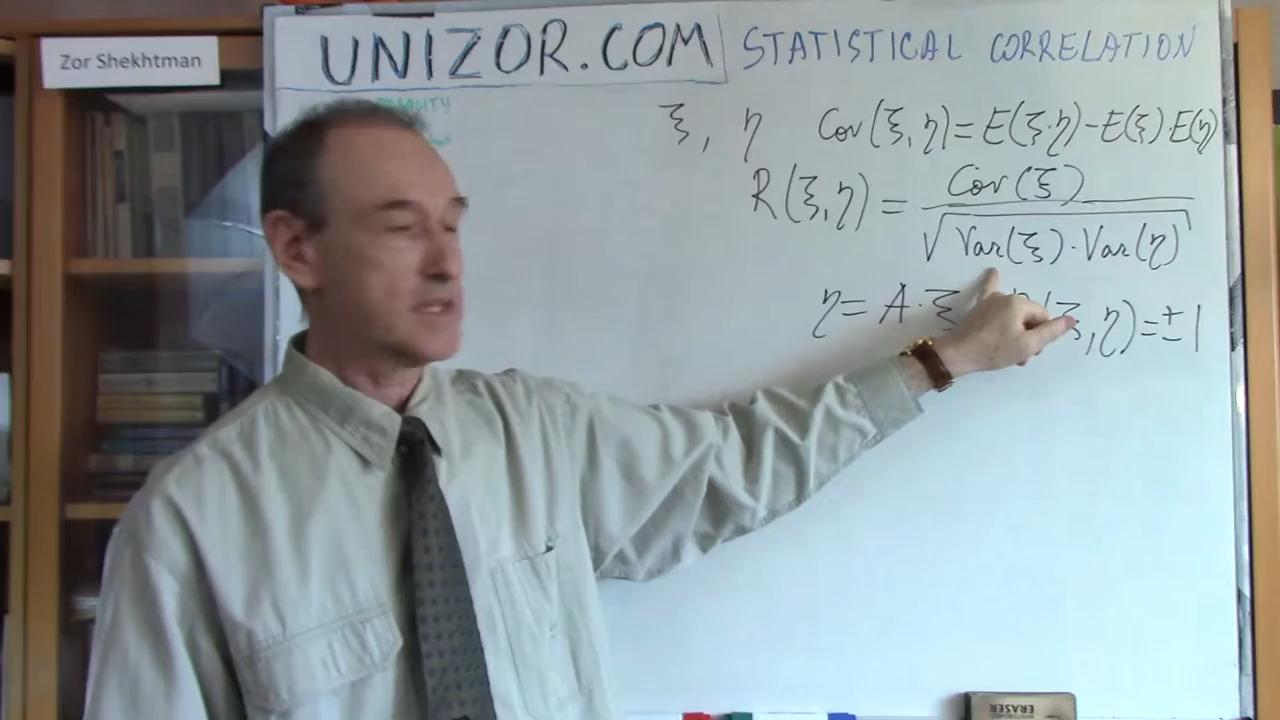 Zor Shekhtman
UNIZOR.COM STATISTICAL CORRELATION
ξ, η Cov(ξ,η)=E(ξ·η)-E(ξ)·E(η)
R(ξ,η) = Cov(ξ) / √Var(ξ)·Var(η)
η=A·ξ (ξ,η)=±1
ERASER